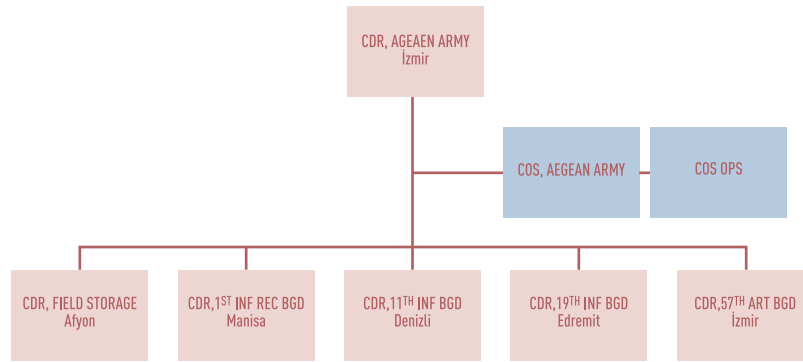 CDR, AGEAEN ARMY
İzmir
COS, AEGEAN ARMY
COS OPS
CDR, FIELD STORAGE
Afyon
CDR,1ST INF REC BGD
Manisa
CDR,11TH INF BGD
Denizli
CDR,19TH INF BGD
Edremit
CDR,57TH ART BGD
İzmir